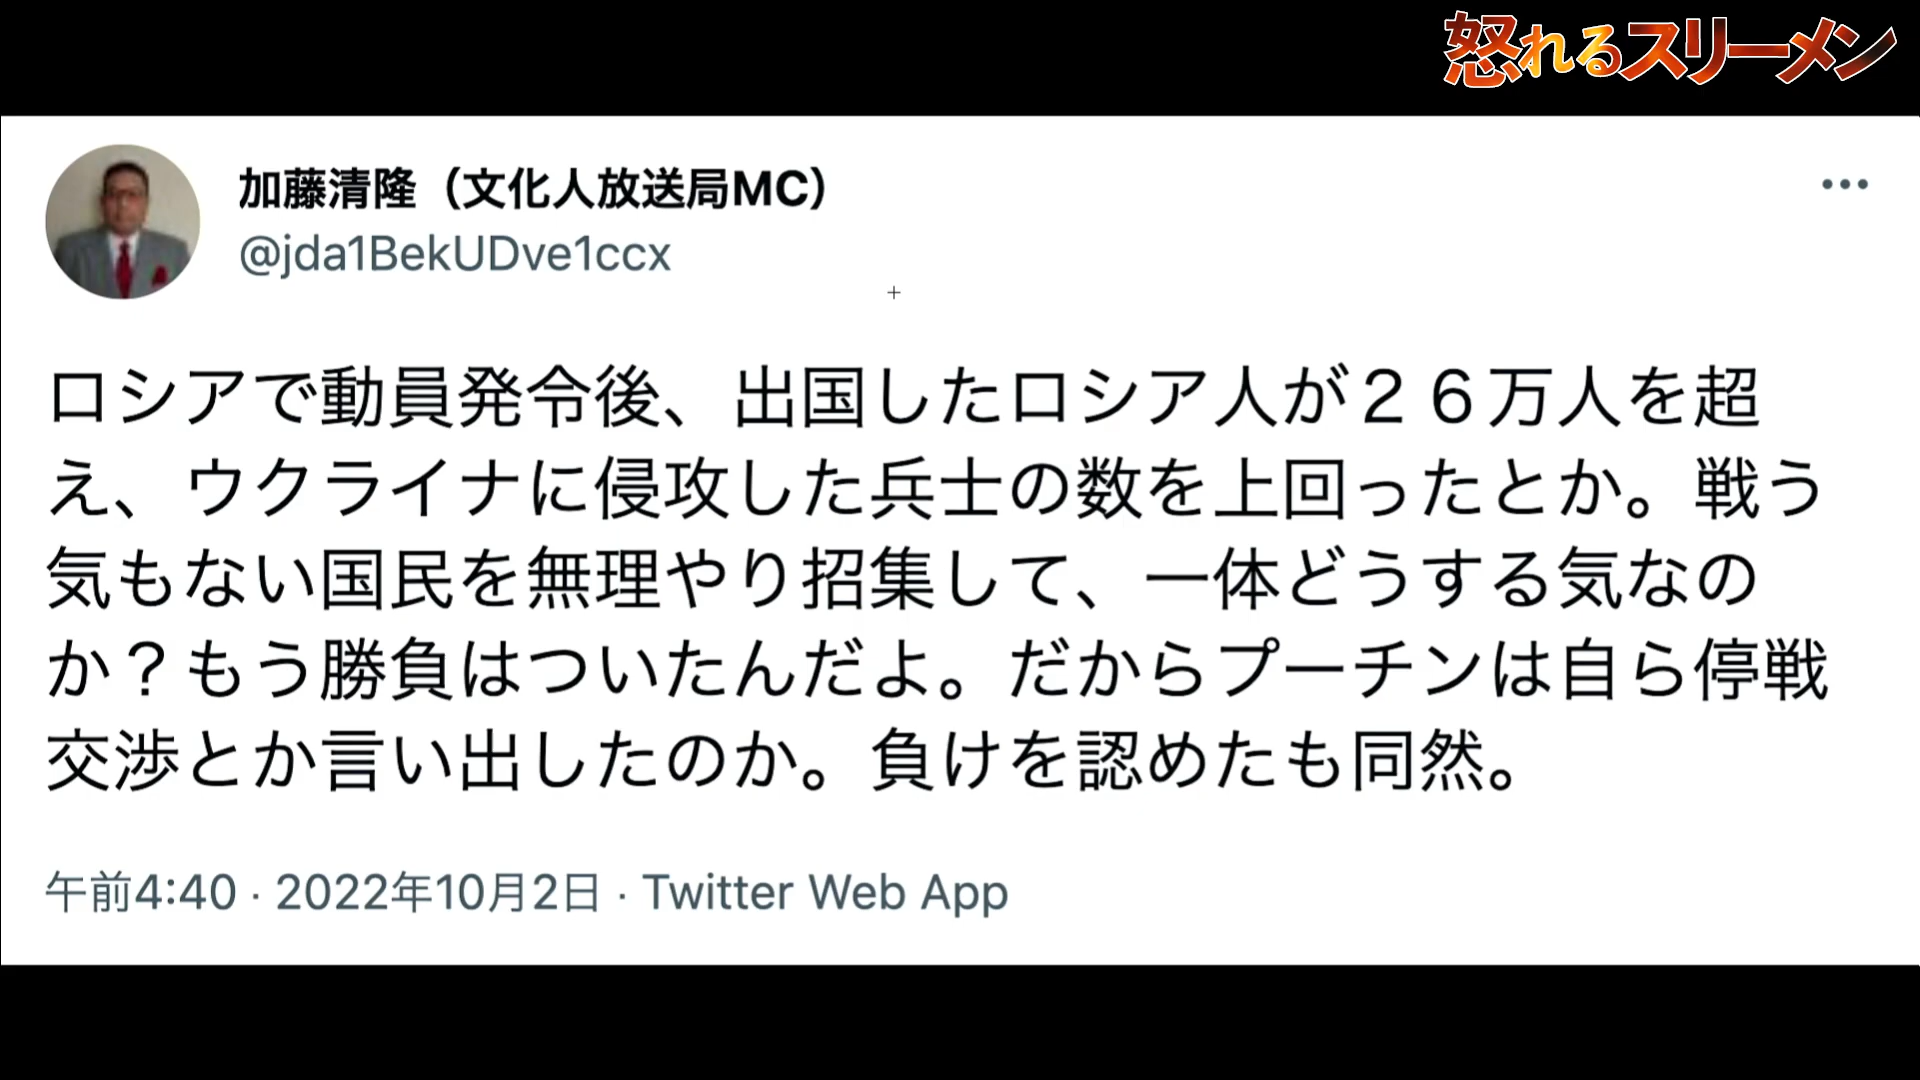 怒れるスリーメン
加藤清隆（文化人放送局MC）
@jda1BekUDve1ccx
ロシアで動員発令後、出国したロシア人が２６万人を超
え、ウクライナに侵攻した兵士の数を上回ったとか。戦う
気もない国民を無理やり招集して、一体どうする気なの
か？もう勝負はついたんだよ。だからプーチンは自ら停戦
交渉とか言い出したのか。負けを認めたも同然。
午前4:40 · 2022年10月2日 · Twitter Web App